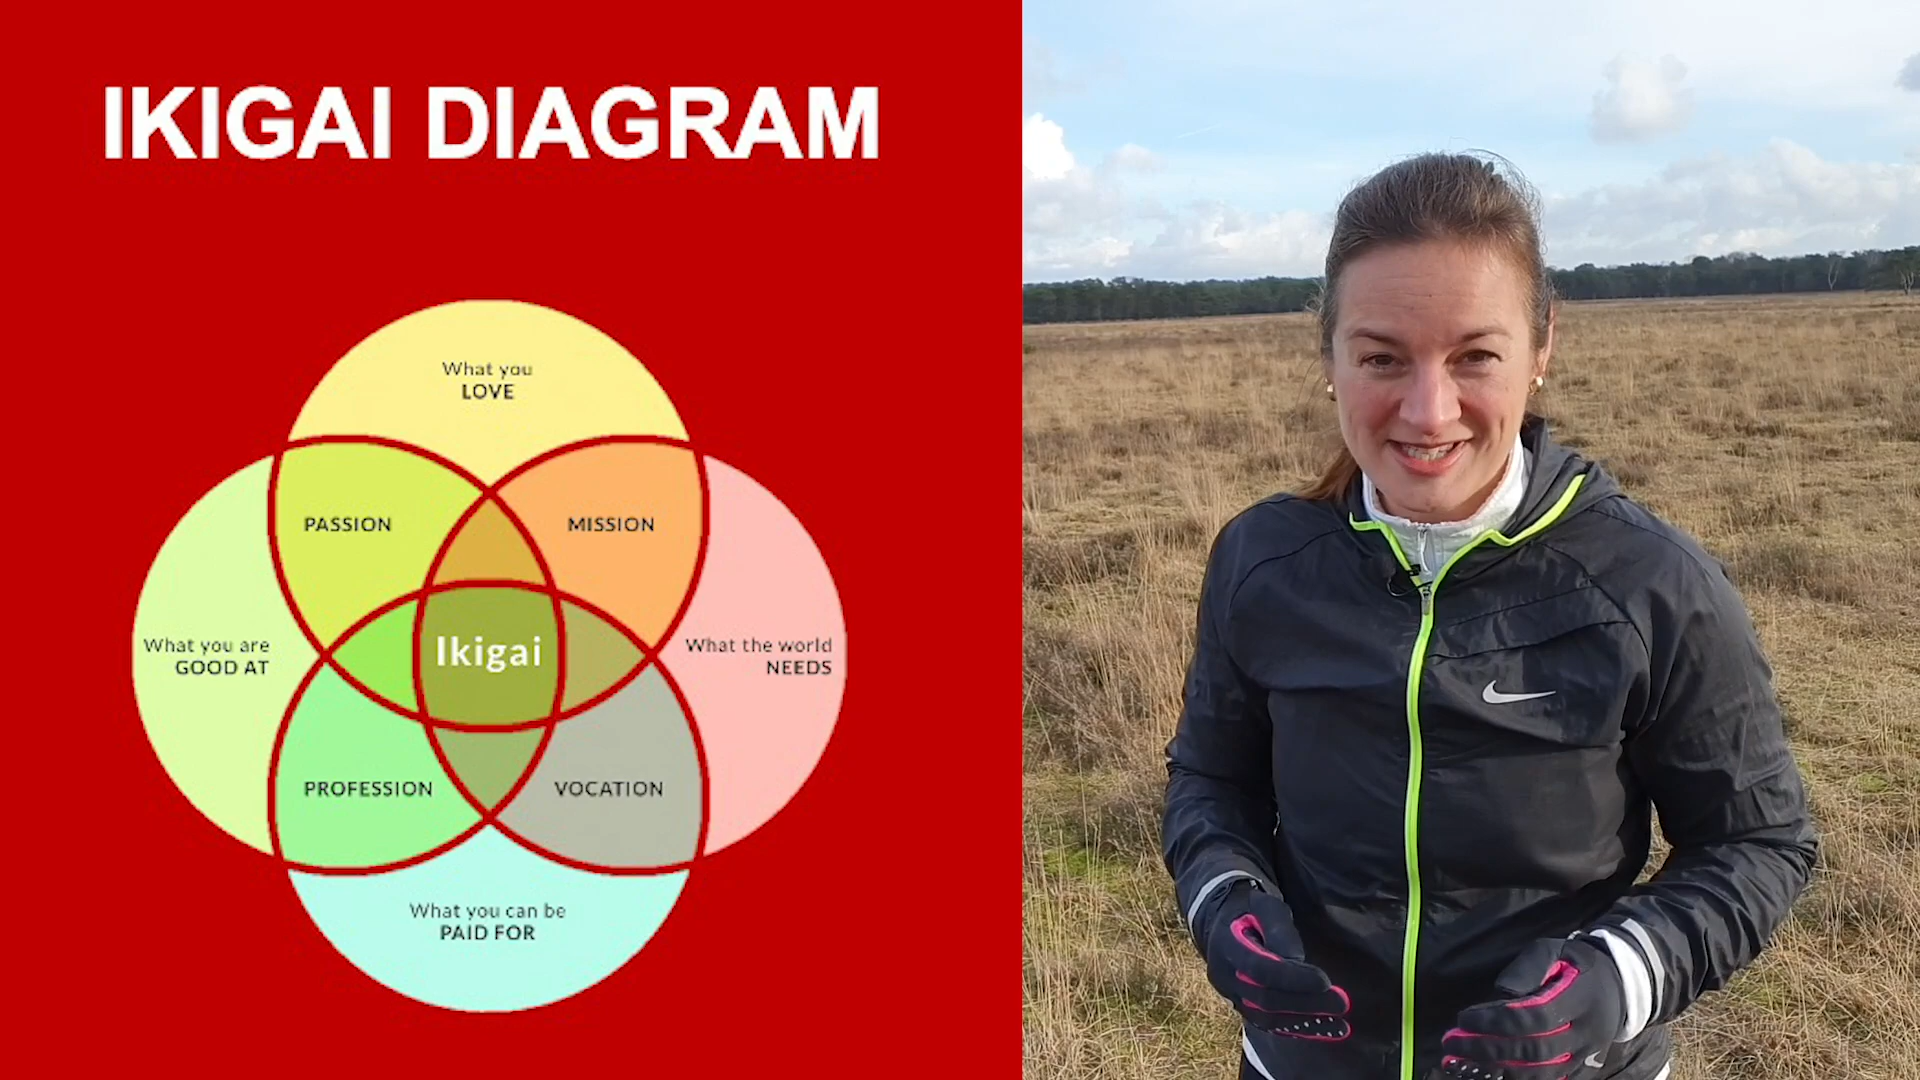 IKIGAI DIAGRAM
What you
LOVE
PASSION
MISSION
What you are
GOOD AT
Ikigai
What the world
NEEDS
PROFESSION
VOCATION
What you can be
PAID FOR